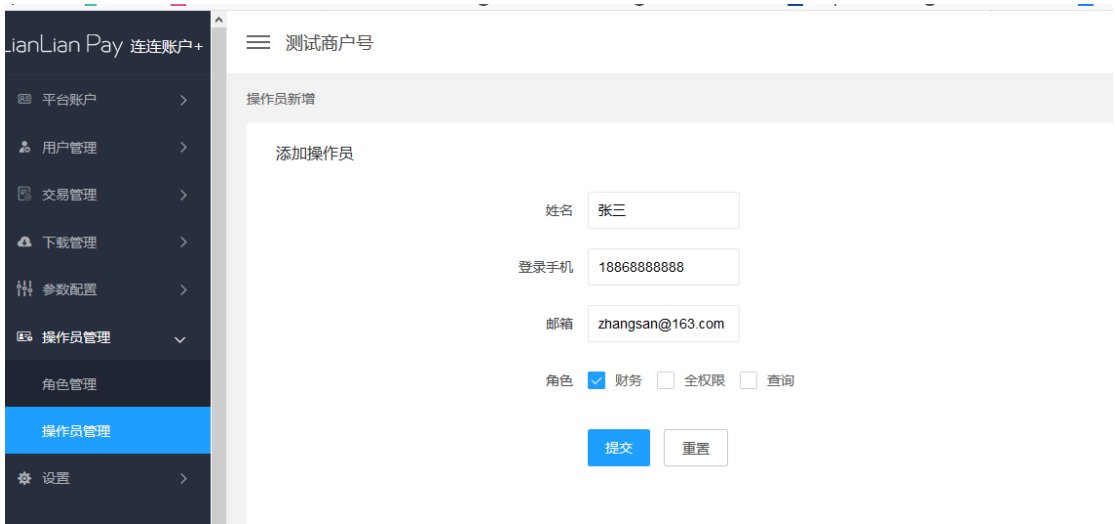 LianLian Pay 连连账户+
测试商户号
平台账户
用户管理
交易管理
下载管理
参数配置
操作员管理
角色管理
操作员管理
设置
操作员新增
添加操作员
姓名 张三
登录手机 18868888888
邮箱 zhangsan@163.com
角色 财务 全权限 查询
提交 重置